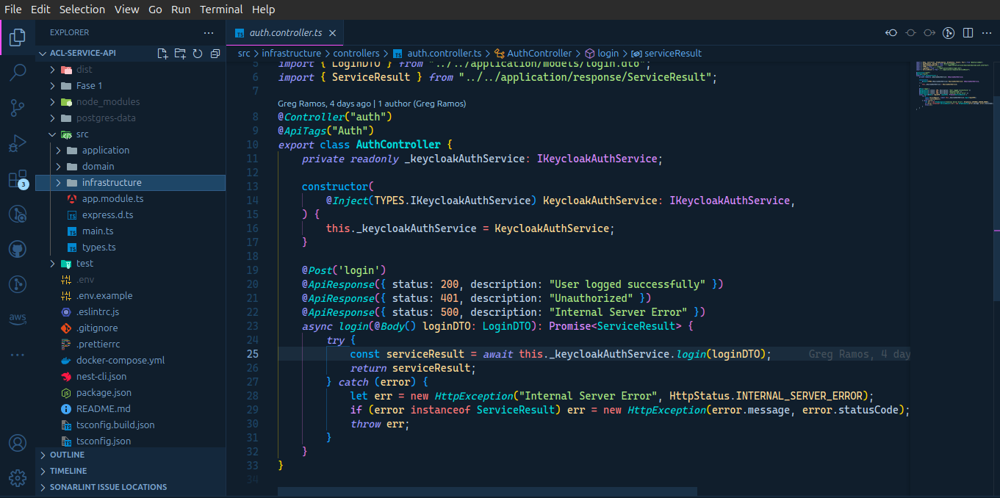 File Edit Selection View Go Run Terminal Help
EXPLORER
ACL-SERVICE-API
dist
Fase 1
node_modules
postgres-data
src
application
domain
infrastructure
app.module.ts
express.d.ts
main.ts
types.ts
test
.env
.env.example
.eslintrc.js
.gitignore
.prettierrc
docker-compose.yml
nest-cli.json
package.json
README.md
tsconfig.build.json
tsconfig.json
OUTLINE
TIMELINE
SONARLINT ISSUE LOCATIONS
3
aws
auth.controller.ts
src > infrastructure > controllers > TS auth.controller.ts > AuthController > login > serviceResult
5 import { LoginDTO } from "../../application/models/login.dto";
6 import { ServiceResult } from "../../application/response/ServiceResult";
7
Greg Ramos, 4 days ago | 1 author (Greg Ramos)
8 @Controller("auth")
9 @ApiTags("Auth")
10 export class AuthController {
11 private readonly _keycloakAuthService: IKeycloakAuthService;
12
13 constructor(
14 @Inject(TYPES.IKeycloakAuthService) KeycloakAuthService: IKeycloakAuthService,
15 ) {
16 this._keycloakAuthService = KeycloakAuthService;
17 }
18
19 @Post('login')
20 @ApiResponse({ status: 200, description: "User logged successfully" })
21 @ApiResponse({ status: 401, description: "Unauthorized" })
22 @ApiResponse({ status: 500, description: "Internal Server Error" })
23 async login(@Body() loginDTO: LoginDTO): Promise<ServiceResult> {
24 try {
25 const serviceResult = await this._keycloakAuthService.login(loginDTO); Greg Ramos, 4 day
26 return serviceResult;
27 } catch (error) {
28 let err = new HttpException("Internal Server Error", HttpStatus.INTERNAL_SERVER_ERROR);
29 if (error instanceof ServiceResult) err = new HttpException(error.message, error.statusCode);
30 throw err;
31 }
32 }
33 }
34